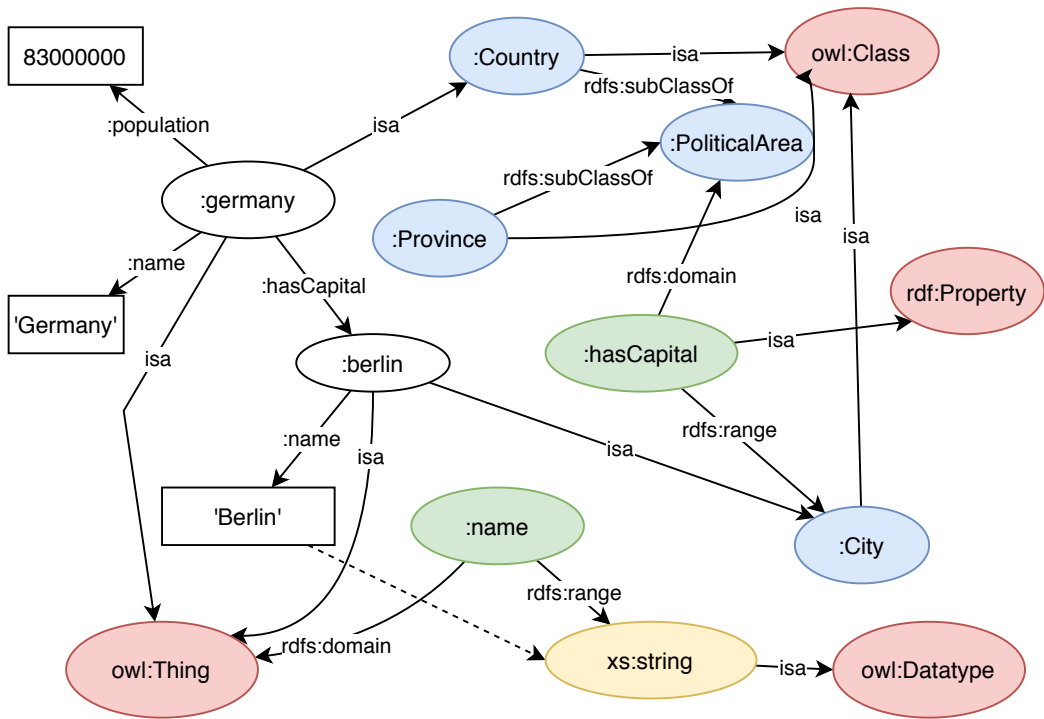 83000000
:Country
isa
owl:Class
rdfs:subClassOf
:population
isa
:PoliticalArea
rdfs:subClassOf
:germany
isa
:Province
isa
:name
:hasCapital
rdfs:domain
rdf:Property
'Germany'
isa
:berlin
:hasCapital
isa
:name
isa
rdfs:range
isa
'Berlin'
:name
:City
rdfs:range
rdfs:domain
owl:Thing
xs:string
isa
owl:Datatype